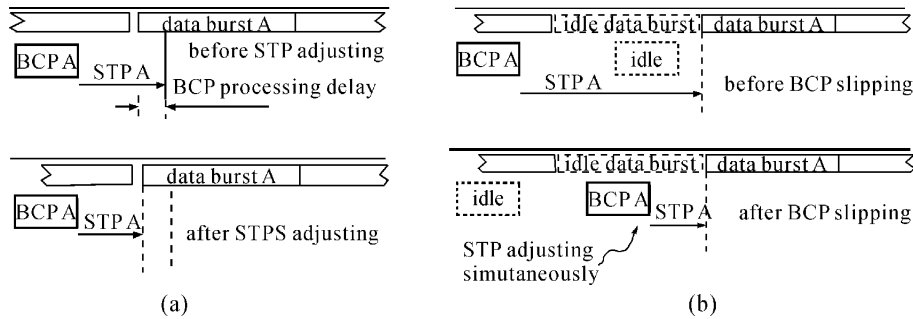 data burst A
before STP adjusting
BCP A
STP A
BCP processing delay
data burst A
BCP A
STP A
after STPS adjusting
(a)
idle data burst
data burst A
idle
BCP A
STP A
before BCP slipping
idle data burst
data burst A
idle
BCP A
STP A
after BCP slipping
STP adjusting
simutaneously
(b)